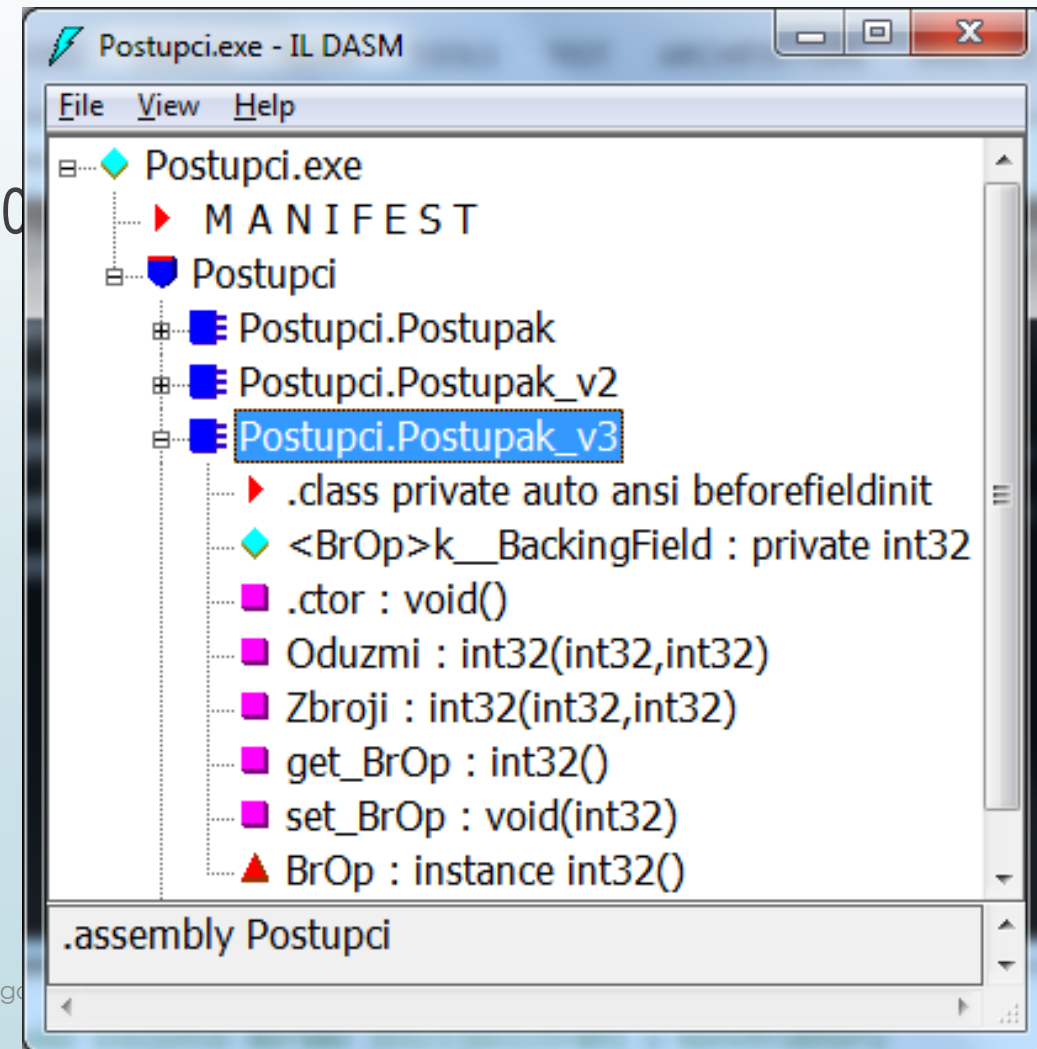 Postupci.exe - IL DASM
File View Help
Postupci.exe
M A N I F E S T
Postupci
Postupci.Postupak
Postupci.Postupak_v2
Postupci.Postupak_v3
.class private auto ansi beforefieldinit
<BrOp>k__BackingField : private int32
.ctor : void()
Oduzmi : int32(int32,int32)
Zbroji : int32(int32,int32)
get_BrOp : int32()
set_BrOp : void(int32)
BrOp : instance int32()
.assembly Postupci